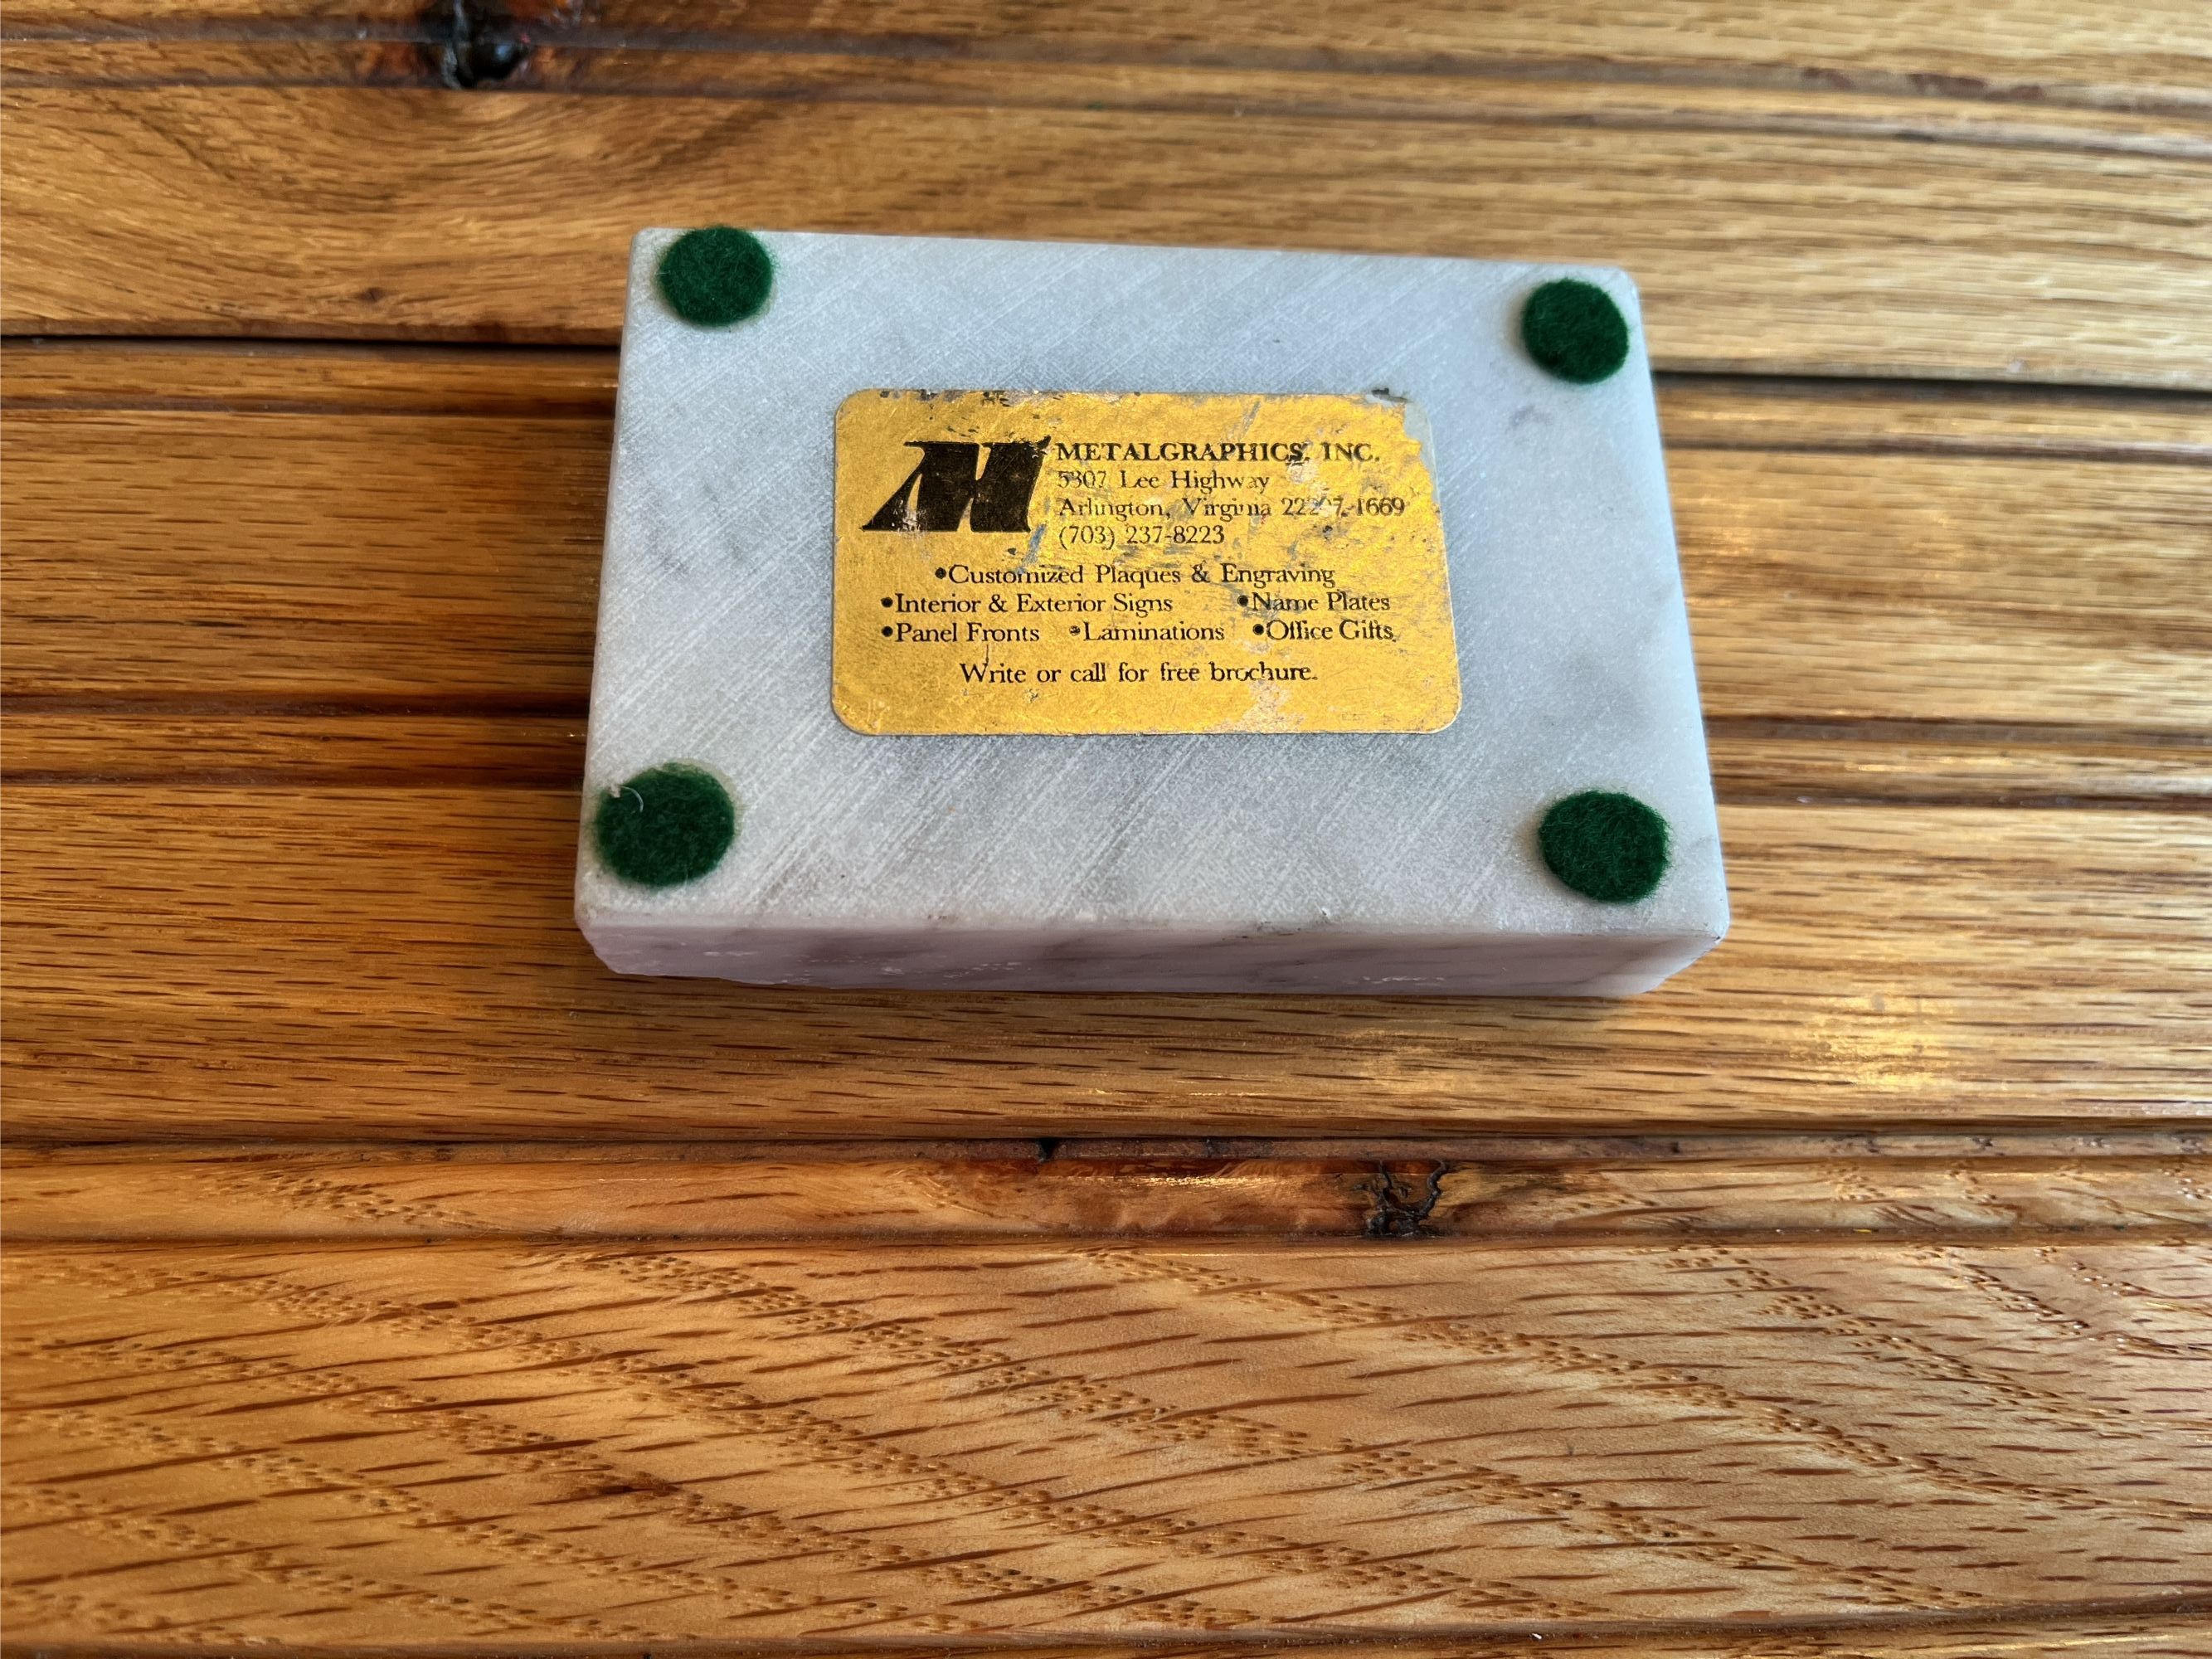 M METALGRAPHICS, INC.
5307 Lee Highway
Arlington, Virginia
(703) 237-8223
•Customized Plaques & Engraving
•Interior & Exterior Signs •Name Plates
•Panel Fronts •Laminations •Office Gifts
Write or call for free brochure.